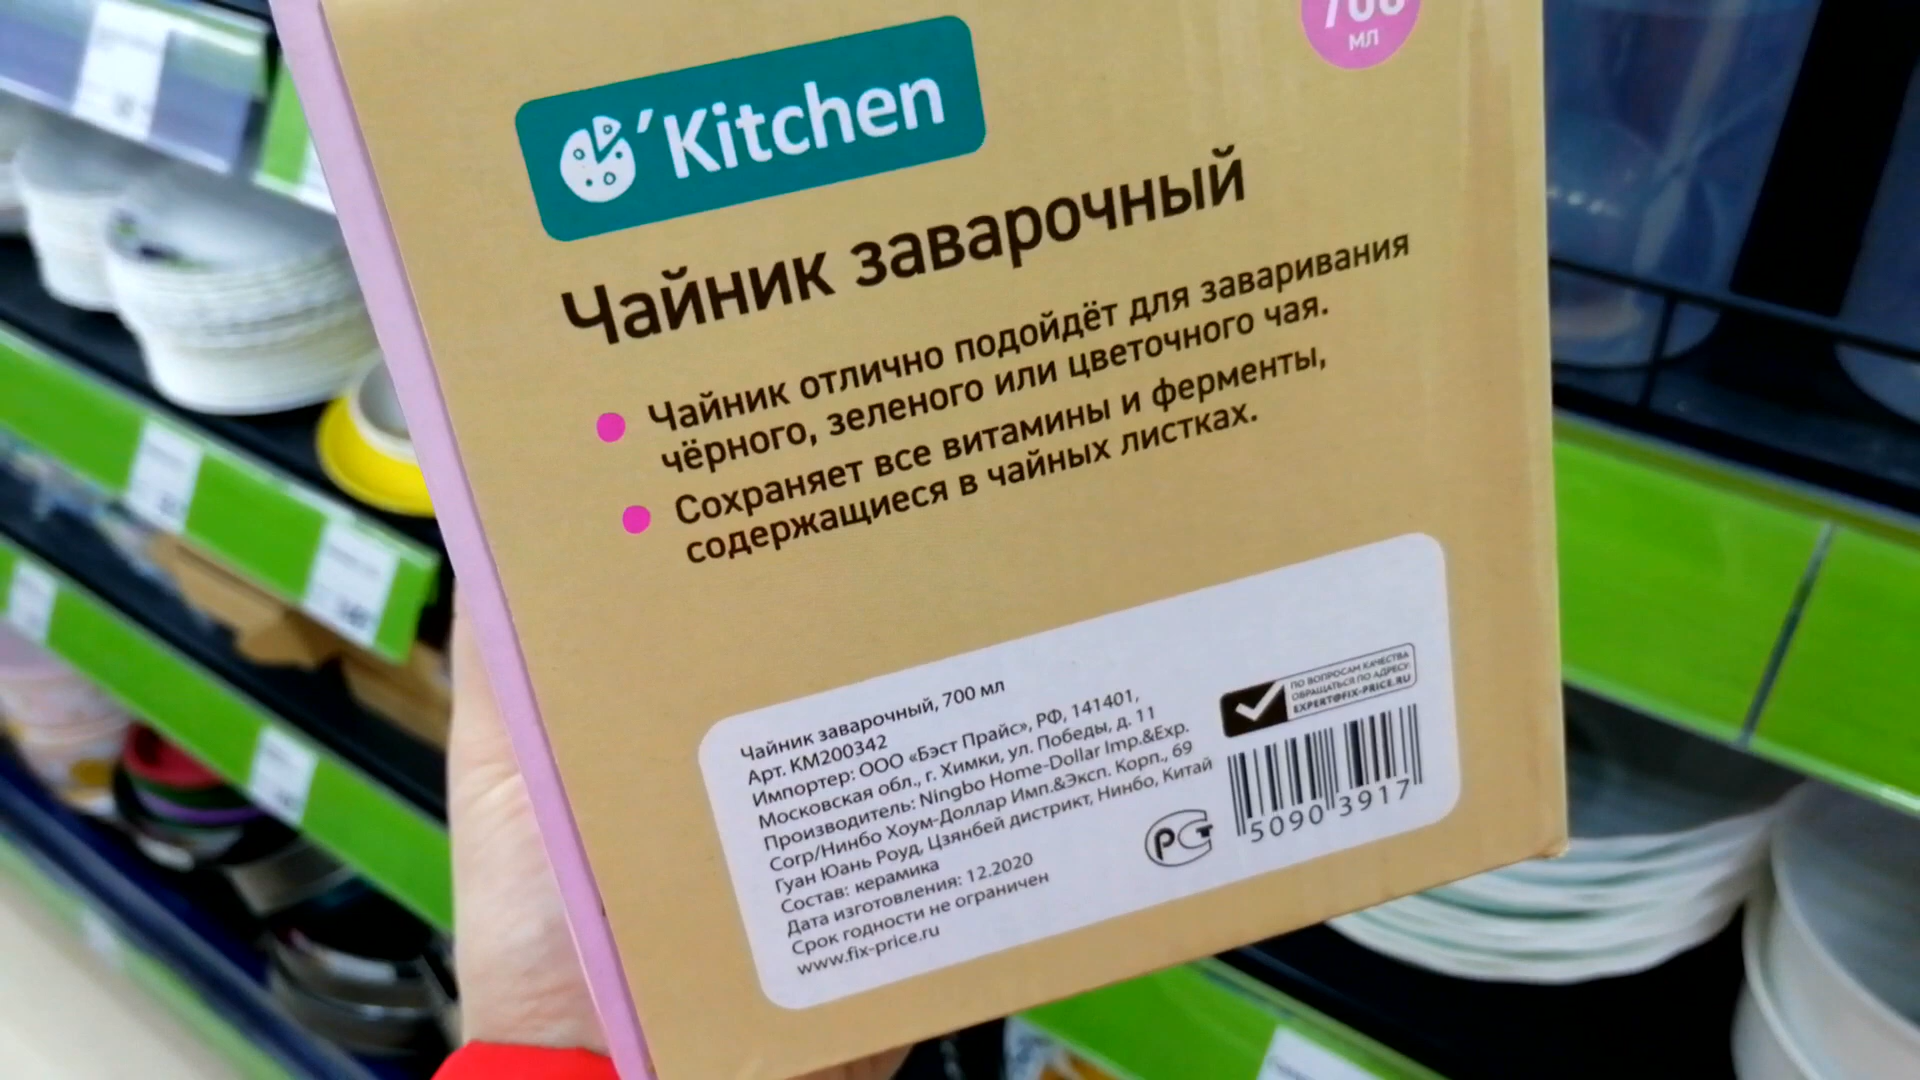 700
мл
'Kitchen
Чайник заварочный
Чайник отлично подойдёт для заваривания
чёрного, зеленого или цветочного чая.
Сохраняет все витамины и ферменты,
содержащиеся в чайных листках.
Чайник заварочный, 700 мл
Арт. KM200342
Импортер: ООО «Бэст Прайс», РФ, 141401,
Московская обл., г. Химки, ул. Победы, д. 11
Производитель: Ningbo Home-Dollar Imp.&Exp.
Corp/Нинбо Хоум-Доллар Имп.&Эксп. Корп., 69
Гуан Юань Роуд, Цзянбей дистрикт, Нинбо, Китай
Состав: керамика
Дата изготовления: 12.2020
Срок годности не ограничен
www.fix-price.ru
ПО ВОПРОСАМ КАЧЕСТВА
ОБРАЩАТЬСЯ ПО АДРЕСУ:
EXPERT@FIX-PRICE.RU
РСТ
5090 3917